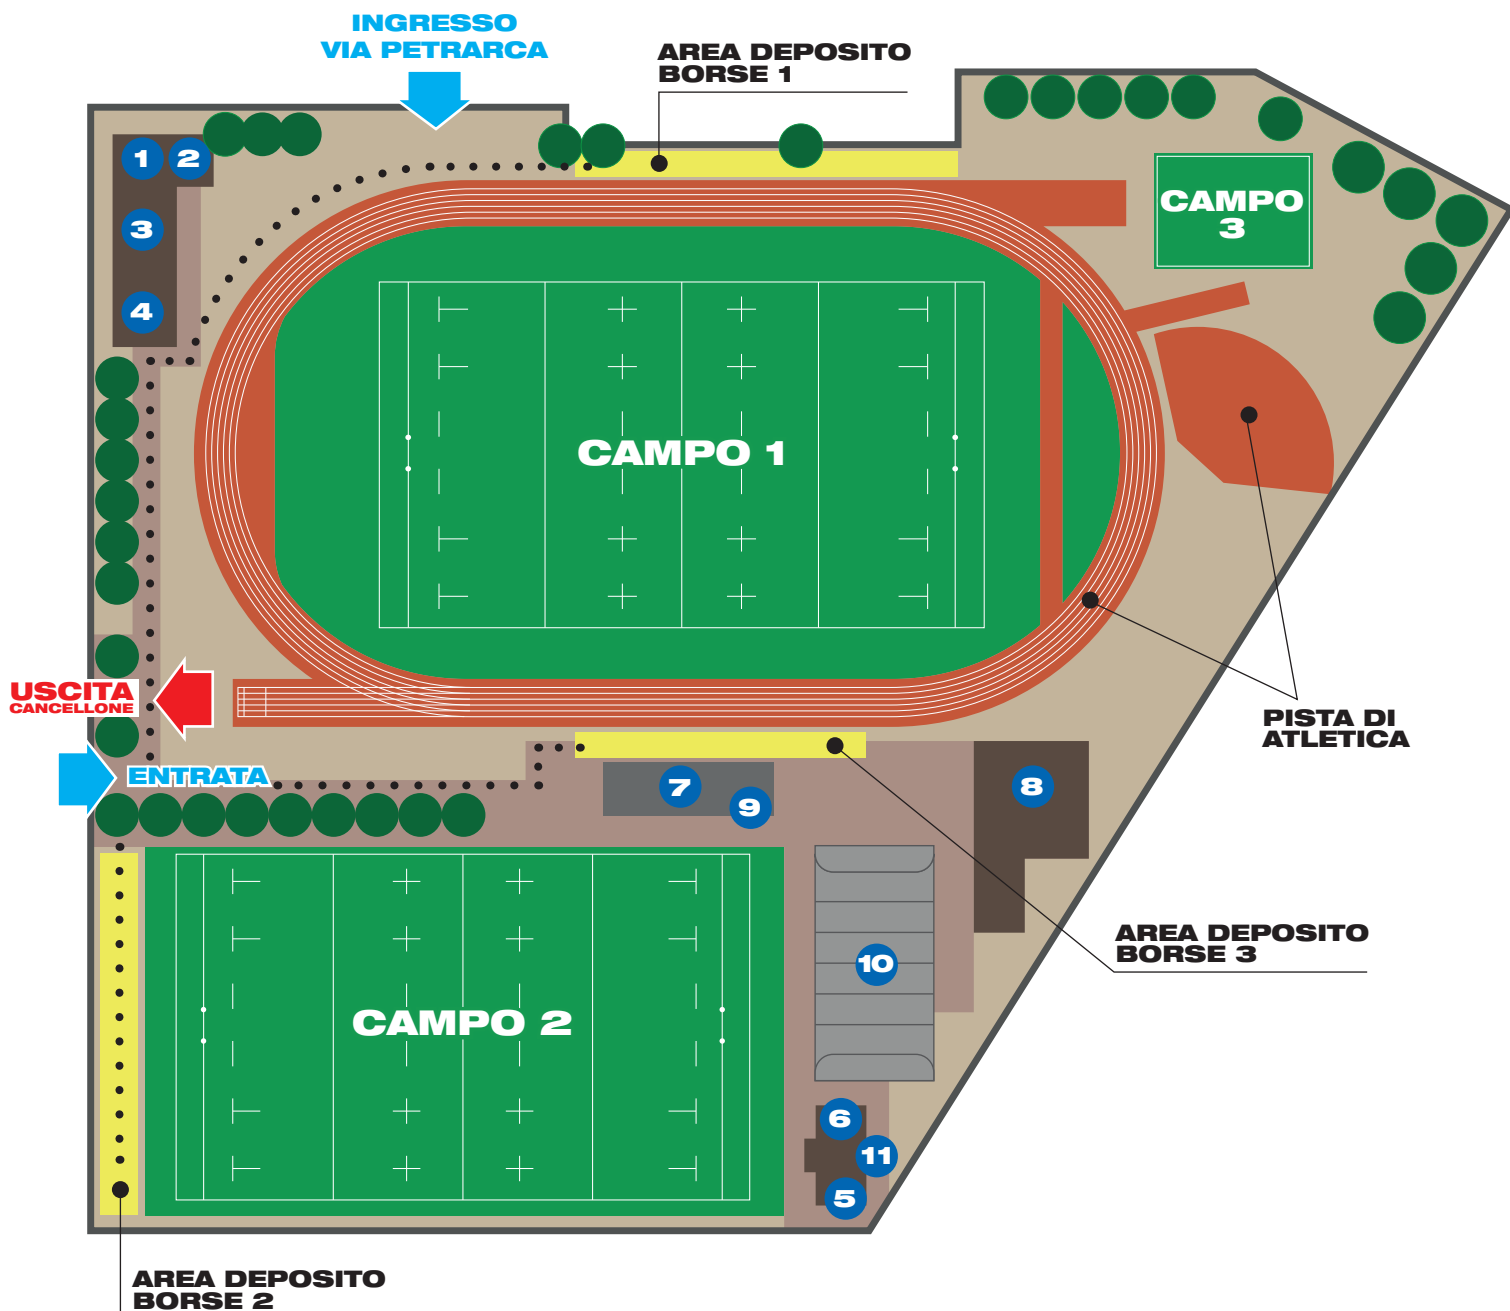 INGRESSO
VIA PETRARCA
AREA DEPOSITO
BORSE 1
1
2
3
4
CAMPO
3
CAMPO 1
USCITA
CANCELLONE
ENTRATA
PISTA DI
ATLETICA
7
9
8
10
AREA DEPOSITO
BORSE 3
CAMPO 2
6
11
5
AREA DEPOSITO
BORSE 2